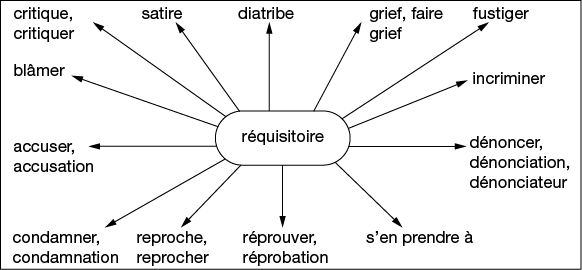 critique,
critiquer
satire
diatribe
grief, faire
grief
fustiger
blâmer
incriminer
réquisitoire
accuser,
accusation
dénoncer,
dénonciation,
dénonciateur
condamner,
condamnation
reproche,
reprocher
réprouver,
réprobation
s'en prendre à